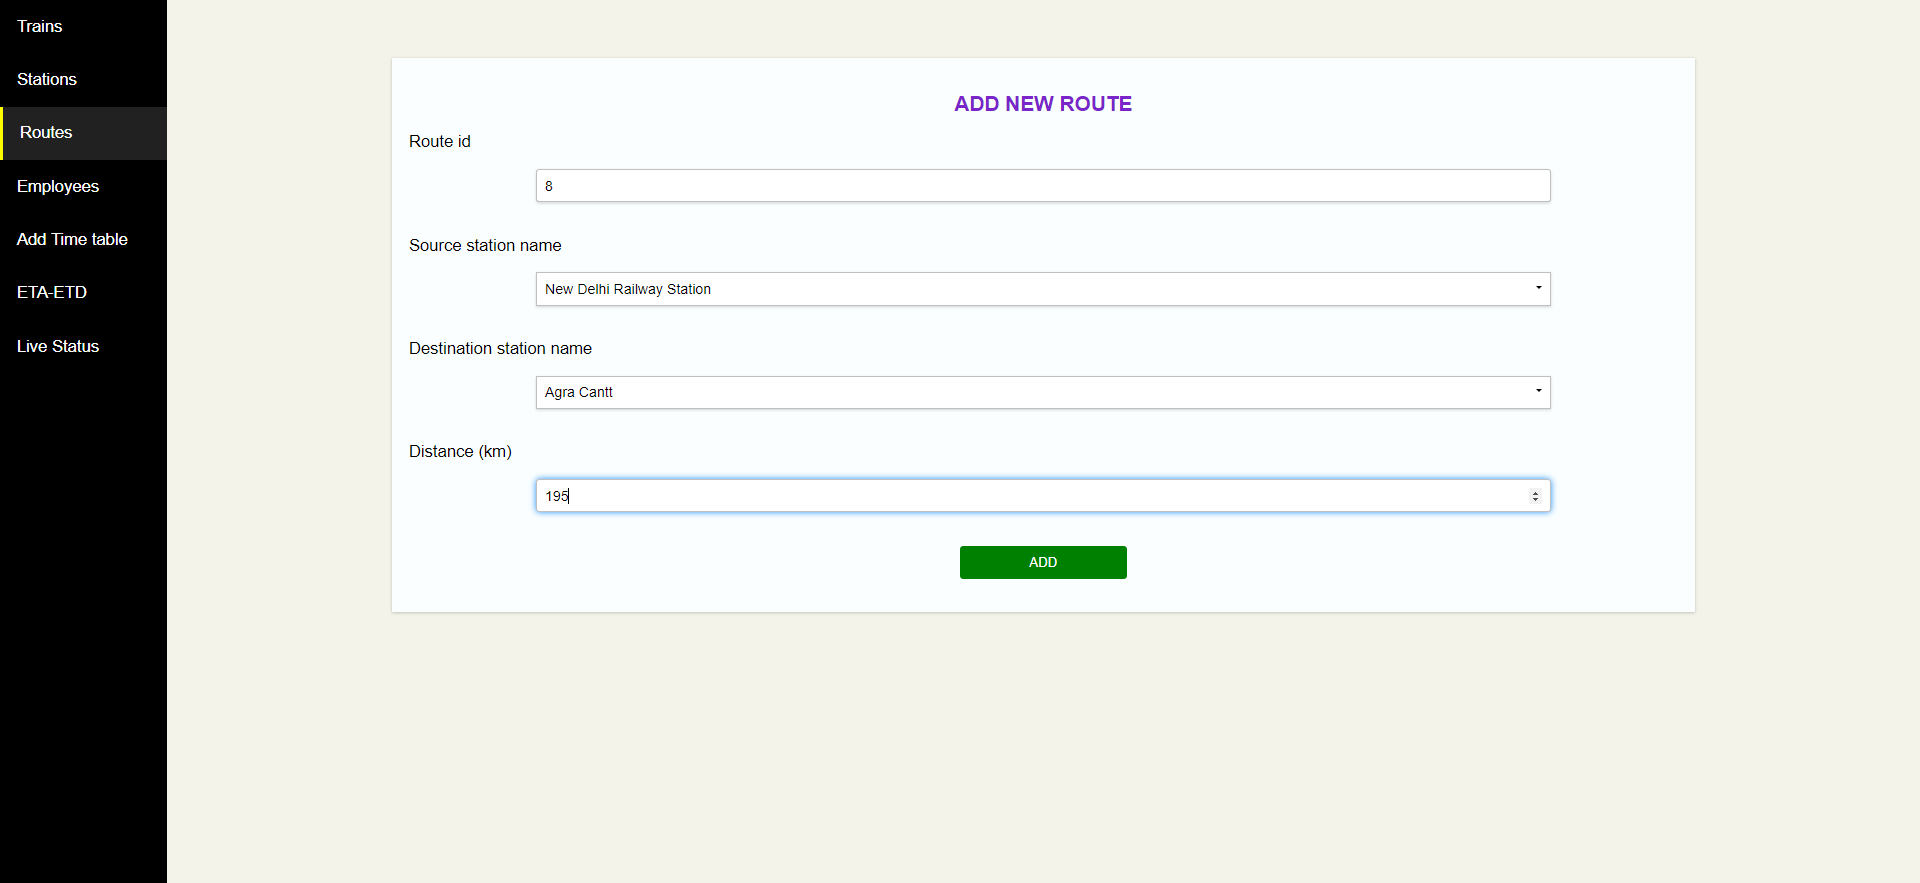 Trains
Stations
Routes
Employees
Add Time table
ETA-ETD
Live Status
ADD NEW ROUTE
Route id
8
Source station name
New Delhi Railway Station
Destination station name
Agra Cantt
Distance (km)
195
ADD